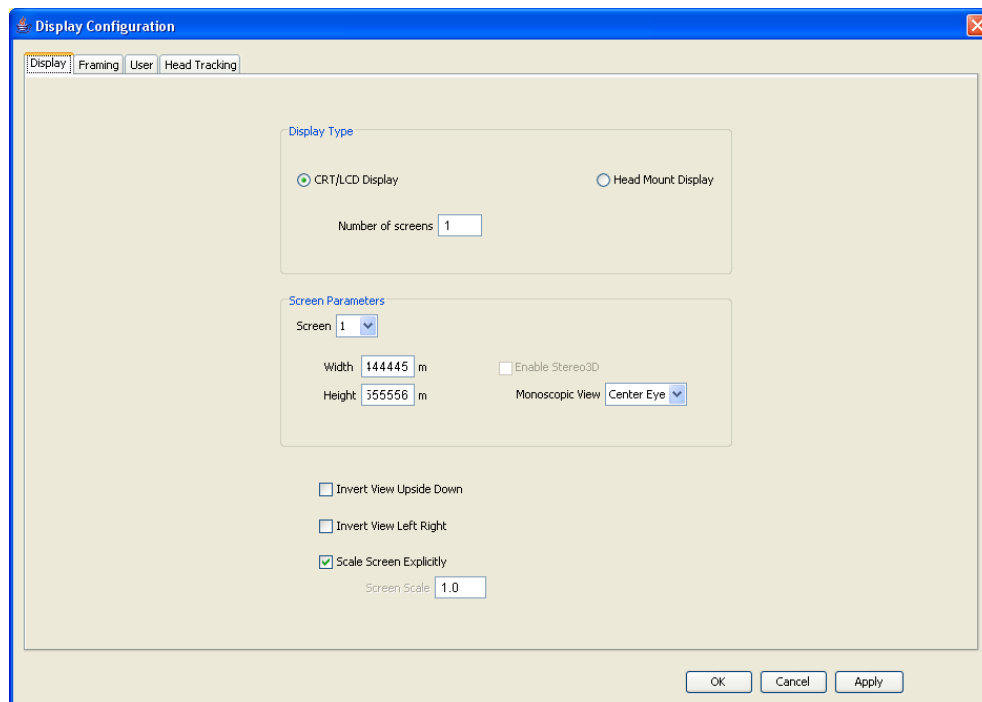 Display Configuration
Display Framing User Head Tracking
Display Type
CRT/LCD Display Head Mount Display
Number of screens 1
Screen Parameters
Screen 1
Width 444445 m Enable Stereo3D
Height 555556 m Monoscopic View Center Eye
Invert View Upside Down
Invert View Left Right
Scale Screen Explicitly
Screen Scale 1.0
OK Cancel Apply